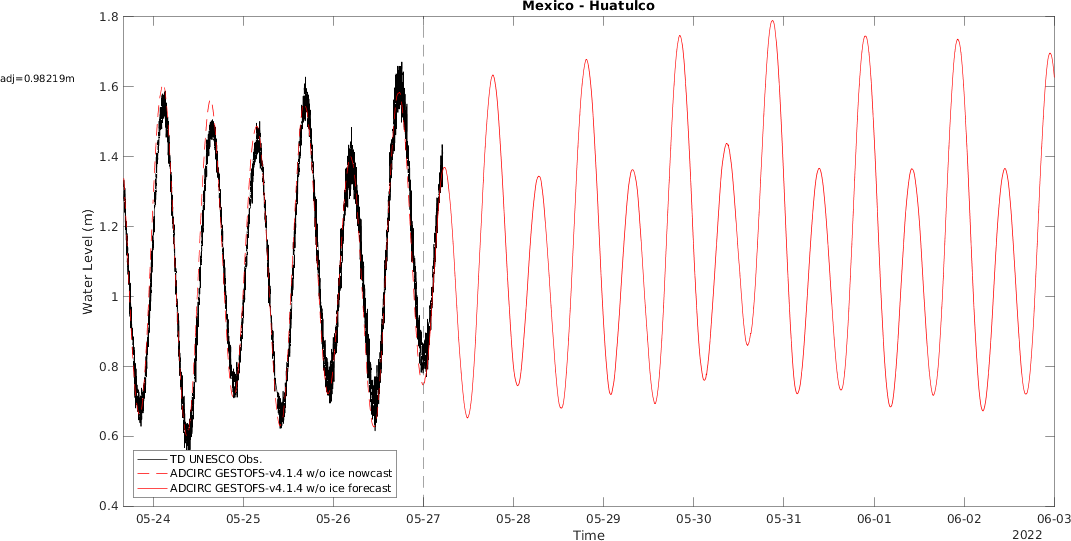 Mexico - Huatulco
adj=0.98219m
Water Level (m)
1.8
1.6
1.4
1.2
1
0.8
0.6
0.4
TD UNESCO Obs.
ADCIRC GESTOFS-v4.1.4 w/o ice nowcast
ADCIRC GESTOFS-v4.1.4 w/o ice forecast
05-24 05-25 05-26 05-27 05-28 05-29 05-30 05-31 06-01 06-02 06-03
Time
2022